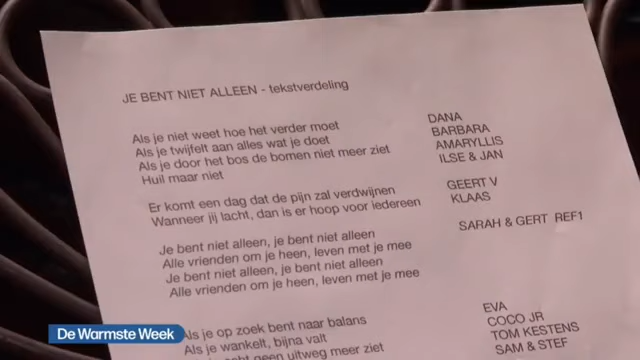 JE BENT NIET ALLEEN - tekstverdeling
Als je niet weet hoe het verder moet DANA
Als je twijfelt aan alles wat je doet BARBARA
Als je door het bos de bomen niet meer ziet AMARYLLIS
Huil maar niet ILSE & JAN
Er komt een dag dat de pijn zal verdwijnen GEERT V
Wanneer jij lacht, dan is er hoop voor iedereen KLAAS
Je bent niet alleen, je bent niet alleen SARAH & GERT REF1
Alle vrienden om je heen, leven met je mee
Je bent niet alleen, je bent niet alleen
Alle vrienden om je heen, leven met je mee
Als je op zoek bent naar balans EVA
Als je wankelt, bijna valt COCO JR
geen uitweg meer ziet TOM KESTENS
SAM & STEF
De Warmste Week